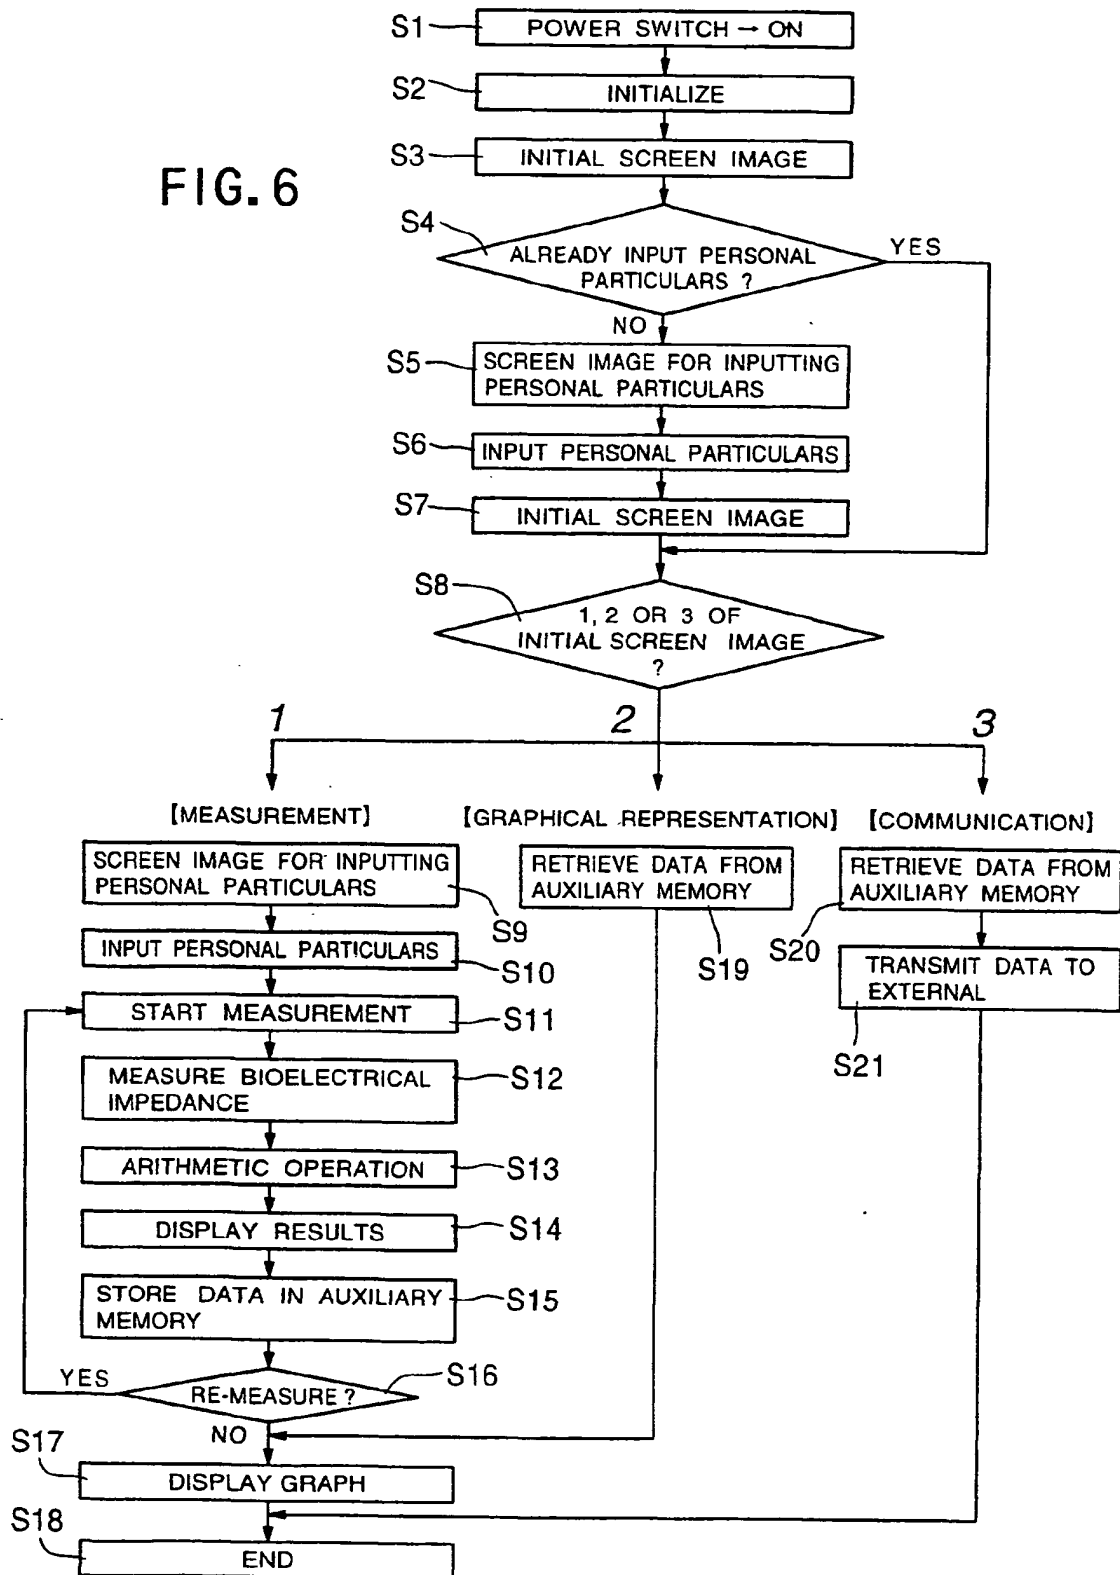 S1
POWER SWITCH → ON
S2
INITIALIZE
S3
INITIAL SCREEN IMAGE
FIG. 6
S4
ALREADY INPUT PERSONAL
PARTICULARS ?
YES
NO
S5
SCREEN IMAGE FOR INPUTTING
PERSONAL PARTICULARS
S6
INPUT PERSONAL PARTICULARS
S7
INITIAL SCREEN IMAGE
S8
1, 2 OR 3 OF
INITIAL SCREEN IMAGE
?
1
2
3
【MEASUREMENT】
【GRAPHICAL REPRESENTATION】
【COMMUNICATION】
SCREEN IMAGE FOR INPUTTING
PERSONAL PARTICULARS
S9
RETRIEVE DATA FROM
AUXILIARY MEMORY
S19
RETRIEVE DATA FROM
AUXILIARY MEMORY
S20
INPUT PERSONAL PARTICULARS
S10
TRANSMIT DATA TO
EXTERNAL
S21
START MEASUREMENT
S11
MEASURE BIOELECTRICAL
IMPEDANCE
S12
ARITHMETIC OPERATION
S13
DISPLAY RESULTS
S14
STORE DATA IN AUXILIARY
MEMORY
S15
YES
RE-MEASURE ?
S16
NO
S17
DISPLAY GRAPH
S18
END